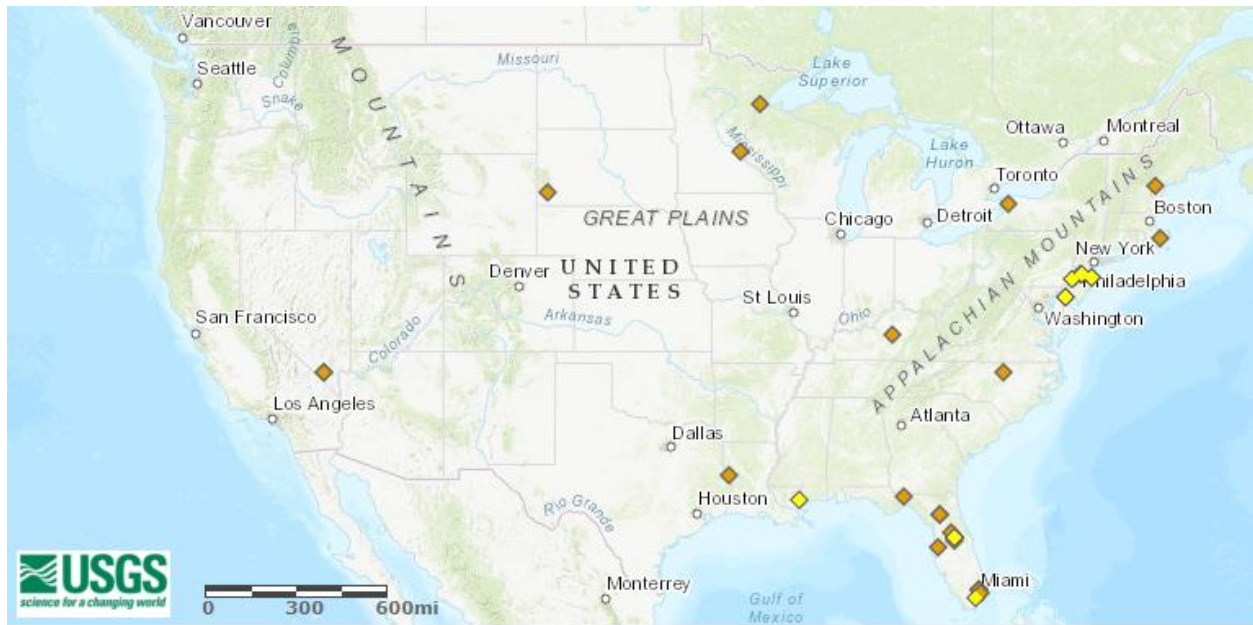 Vancouver
Seattle
Columbia
Snake
MOUNTAINS
Missouri
Lake
Superior
Mississippi
Ottawa
Montreal
Lake
Huron
Toronto
Boston
GREAT PLAINS
Chicago
Detroit
New York
Philadelphia
Denver
UNITED
STATES
St Louis
Ohio
Washington
APPALACHIAN MOUNTAINS
San Francisco
Colorado
Arkansas
Los Angeles
Atlanta
Dallas
Houston
Rio Grande
Monterrey
Gulf of
Mexico
Miami
USGS
science for a changing world
0 300 600mi